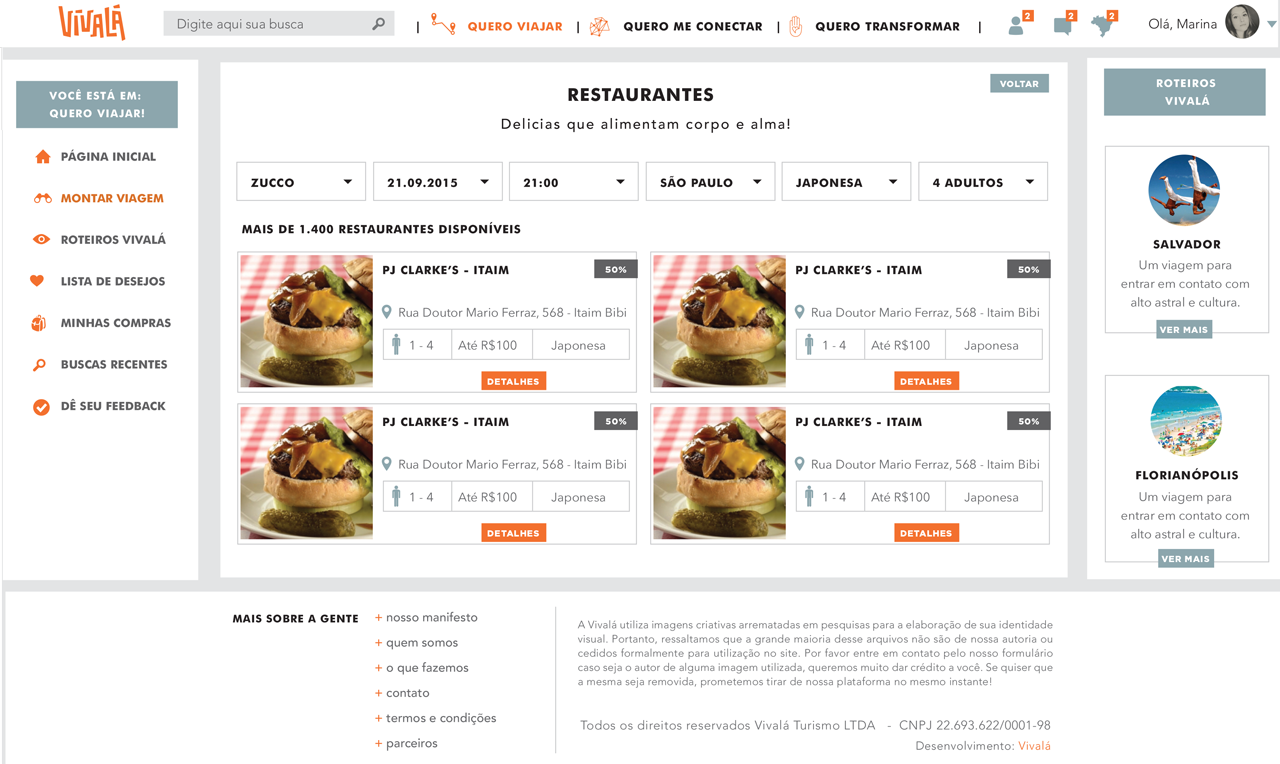 VIVALÁ
Digite aqui sua busca
| QUERO VIAJAR | QUERO ME CONECTAR | QUERO TRANSFORMAR |
2
2
2
Olá, Marina
VOCÊ ESTÁ EM:
QUERO VIAJAR!
PÁGINA INICIAL
MONTAR VIAGEM
ROTEIROS VIVALÁ
LISTA DE DESEJOS
MINHAS COMPRAS
BUSCAS RECENTES
DÊ SEU FEEDBACK
VOLTAR
RESTAURANTES
Delicias que alimentam corpo e alma!
ZUCCO
21.09.2015
21:00
SÃO PAULO
JAPONESA
4 ADULTOS
MAIS DE 1.400 RESTAURANTES DISPONÍVEIS
PJ CLARKE'S - ITAIM
50%
Rua Doutor Mario Ferraz, 568 - Itaim Bibi
1 - 4
Até R$100
Japonesa
DETALHES
PJ CLARKE'S - ITAIM
50%
Rua Doutor Mario Ferraz, 568 - Itaim Bibi
1 - 4
Até R$100
Japonesa
DETALHES
PJ CLARKE'S - ITAIM
50%
Rua Doutor Mario Ferraz, 568 - Itaim Bibi
1 - 4
Até R$100
Japonesa
DETALHES
PJ CLARKE'S - ITAIM
50%
Rua Doutor Mario Ferraz, 568 - Itaim Bibi
1 - 4
Até R$100
Japonesa
DETALHES
ROTEIROS
VIVALÁ
SALVADOR
Um viagem para
entrar em contato com
alto astral e cultura.
VER MAIS
FLORIANÓPOLIS
Um viagem para
entrar em contato com
alto astral e cultura.
VER MAIS
MAIS SOBRE A GENTE
+ nosso manifesto
+ quem somos
+ o que fazemos
+ contato
+ termos e condições
+ parceiros
A Vivalá utiliza imagens criativas arrematadas em pesquisas para a elaboração de sua identidade
visual. Portanto, ressaltamos que a grande maioria desse arquivos não são de nossa autoria ou
cedidos formalmente para utilização no site. Por favor entre em contato pelo nosso formulário
caso seja o autor de alguma imagem utilizada, queremos muito dar crédito a você. Se quiser que
a mesma seja removida, prometemos tirar de nossa plataforma no mesmo instante!
Todos os direitos reservados Vivalá Turismo LTDA - CNPJ 22.693.622/0001-98
Desenvolvimento: Vivalá